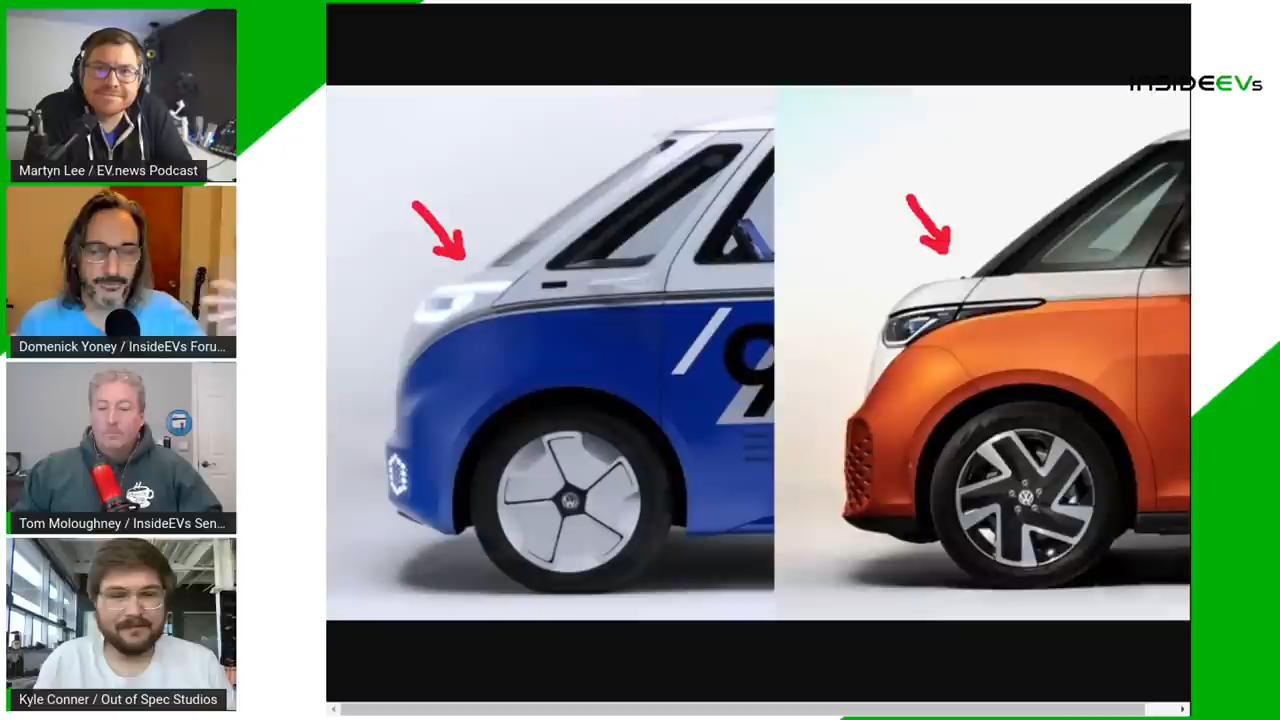 INSIDEEVs
Martyn Lee / EV.news Podcast
Domenick Yoney / InsideEVs Foru...
Tom Moloughney / InsideEVs Sen...
Kyle Conner / Out of Spec Studios
9